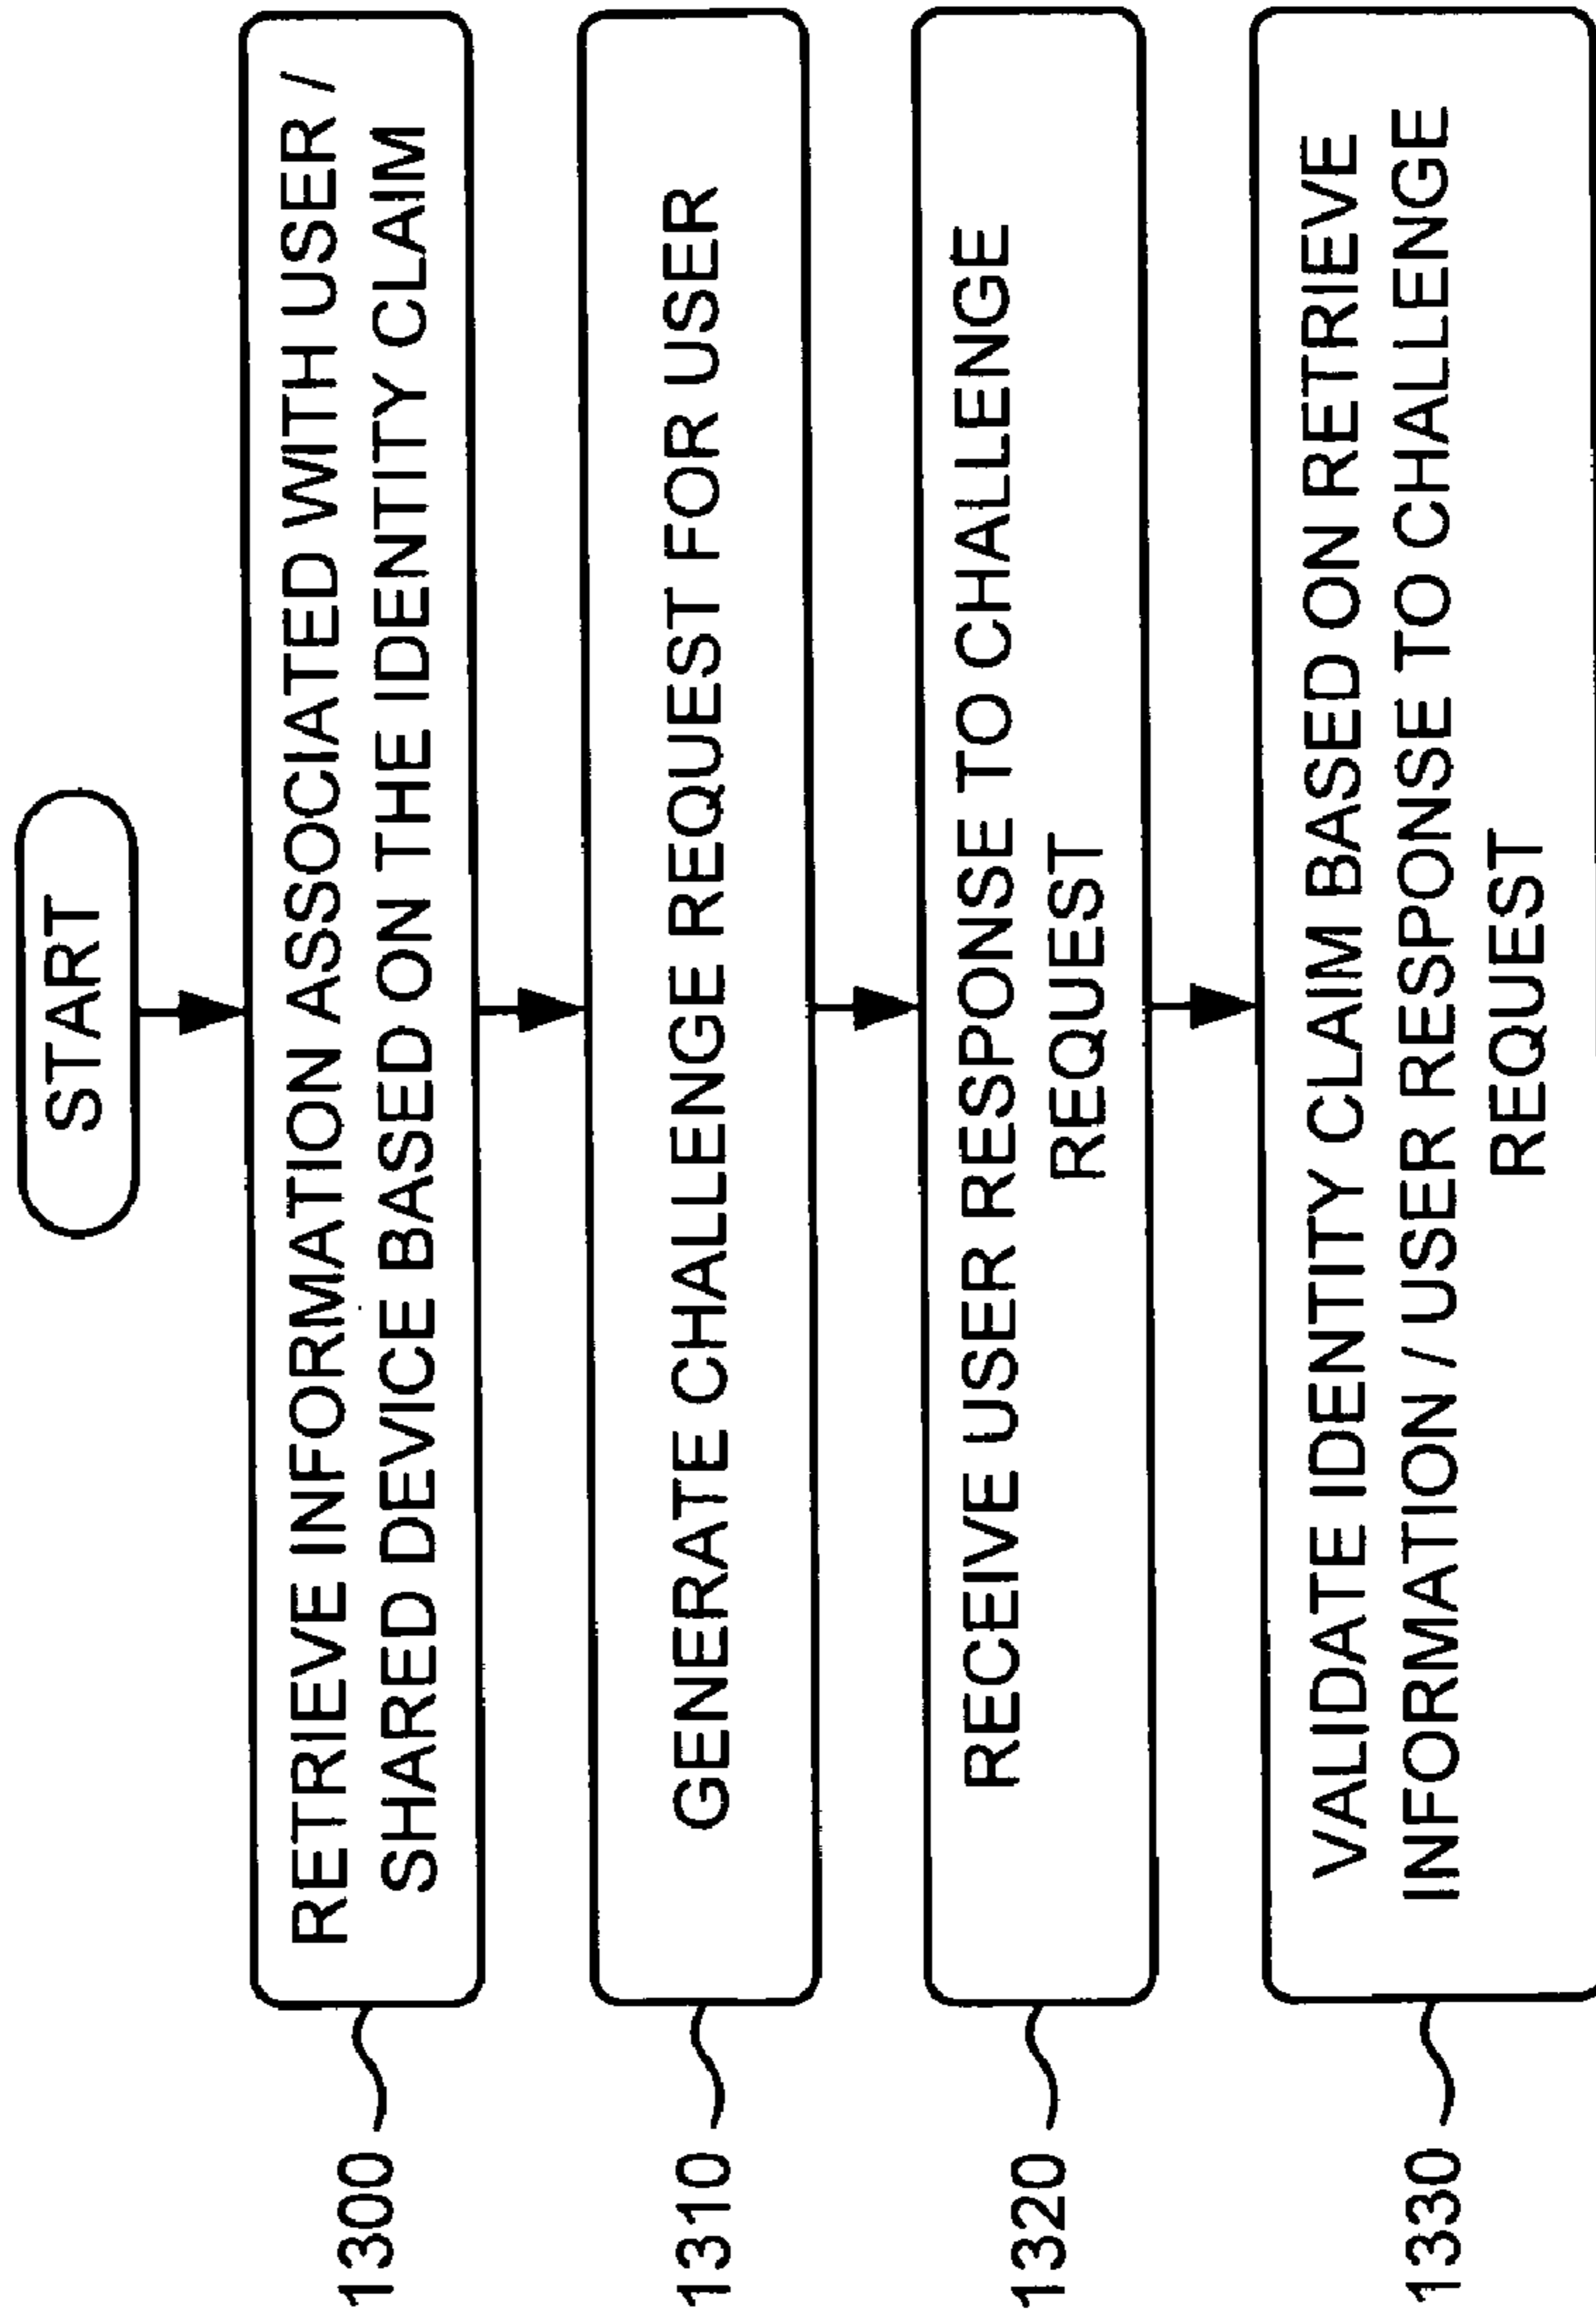 START
RETRIEVE INFORMATION ASSOCIATED WITH USER /
SHARED DEVICE BASED ON THE IDENTITY CLAIM
1300
GENERATE CHALLENGE REQUEST FOR USER
1310
RECEIVE USER RESPONSE TO CHALLENGE
REQUEST
1320
VALIDATE IDENTITY CLAIM BASED ON RETRIEVE
INFORMATION / USER RESPONSE TO CHALLENGE
REQUEST
1330